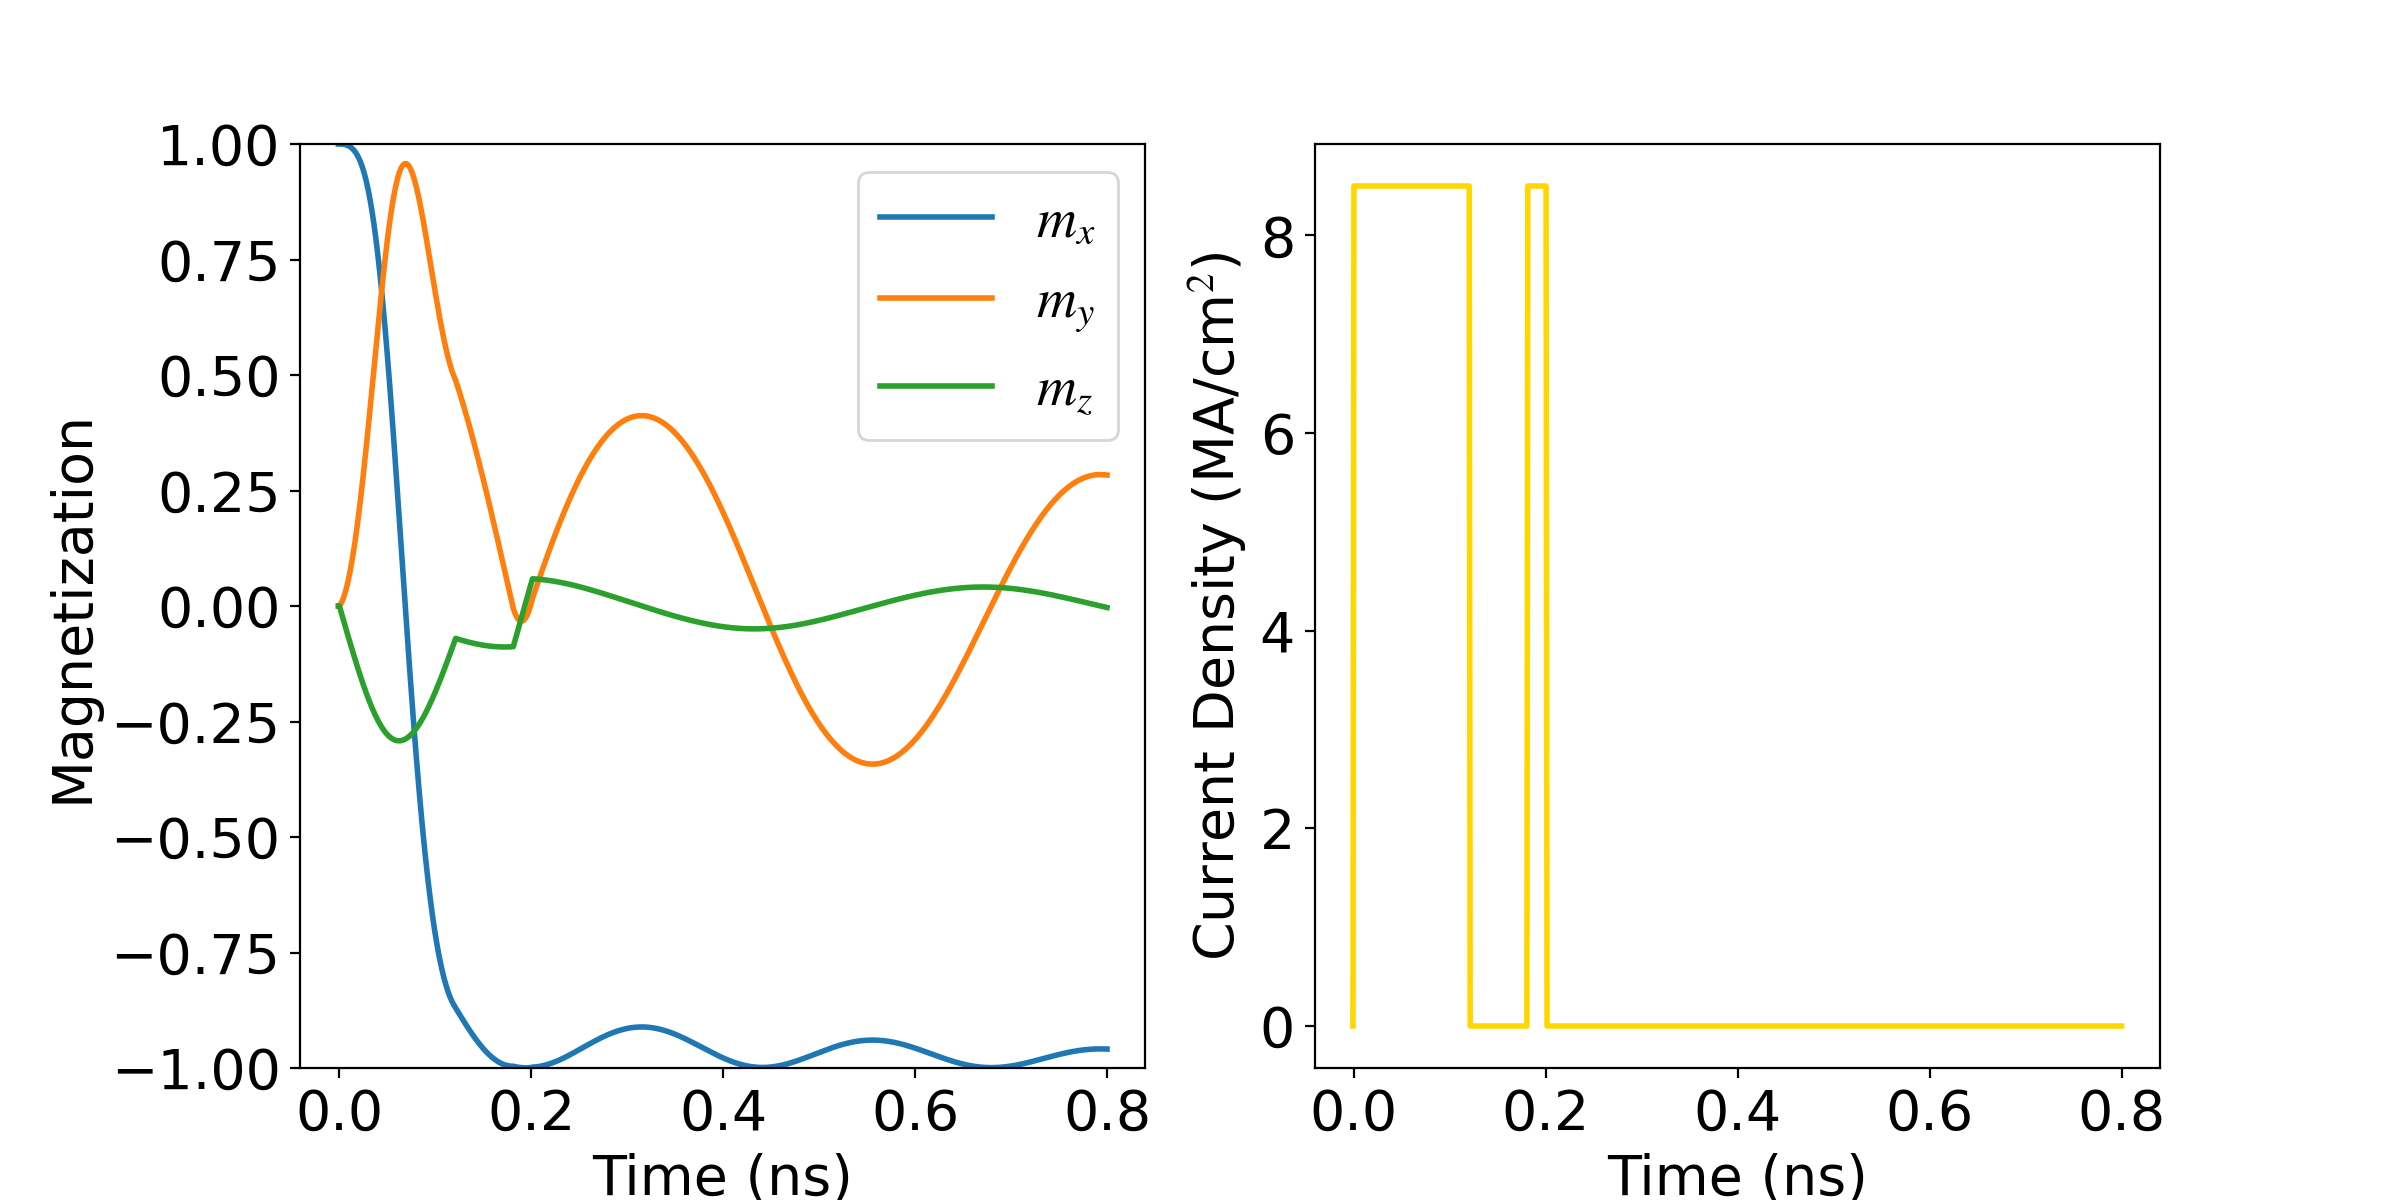 1.00
0.75
0.50
0.25
0.00
−0.25
−0.50
−0.75
−1.00
Magnetization
0.0 0.2 0.4 0.6 0.8
Time (ns)
m_x
m_y
m_z
8
6
4
2
0
Current Density (MA/cm²)
0.0 0.2 0.4 0.6 0.8
Time (ns)